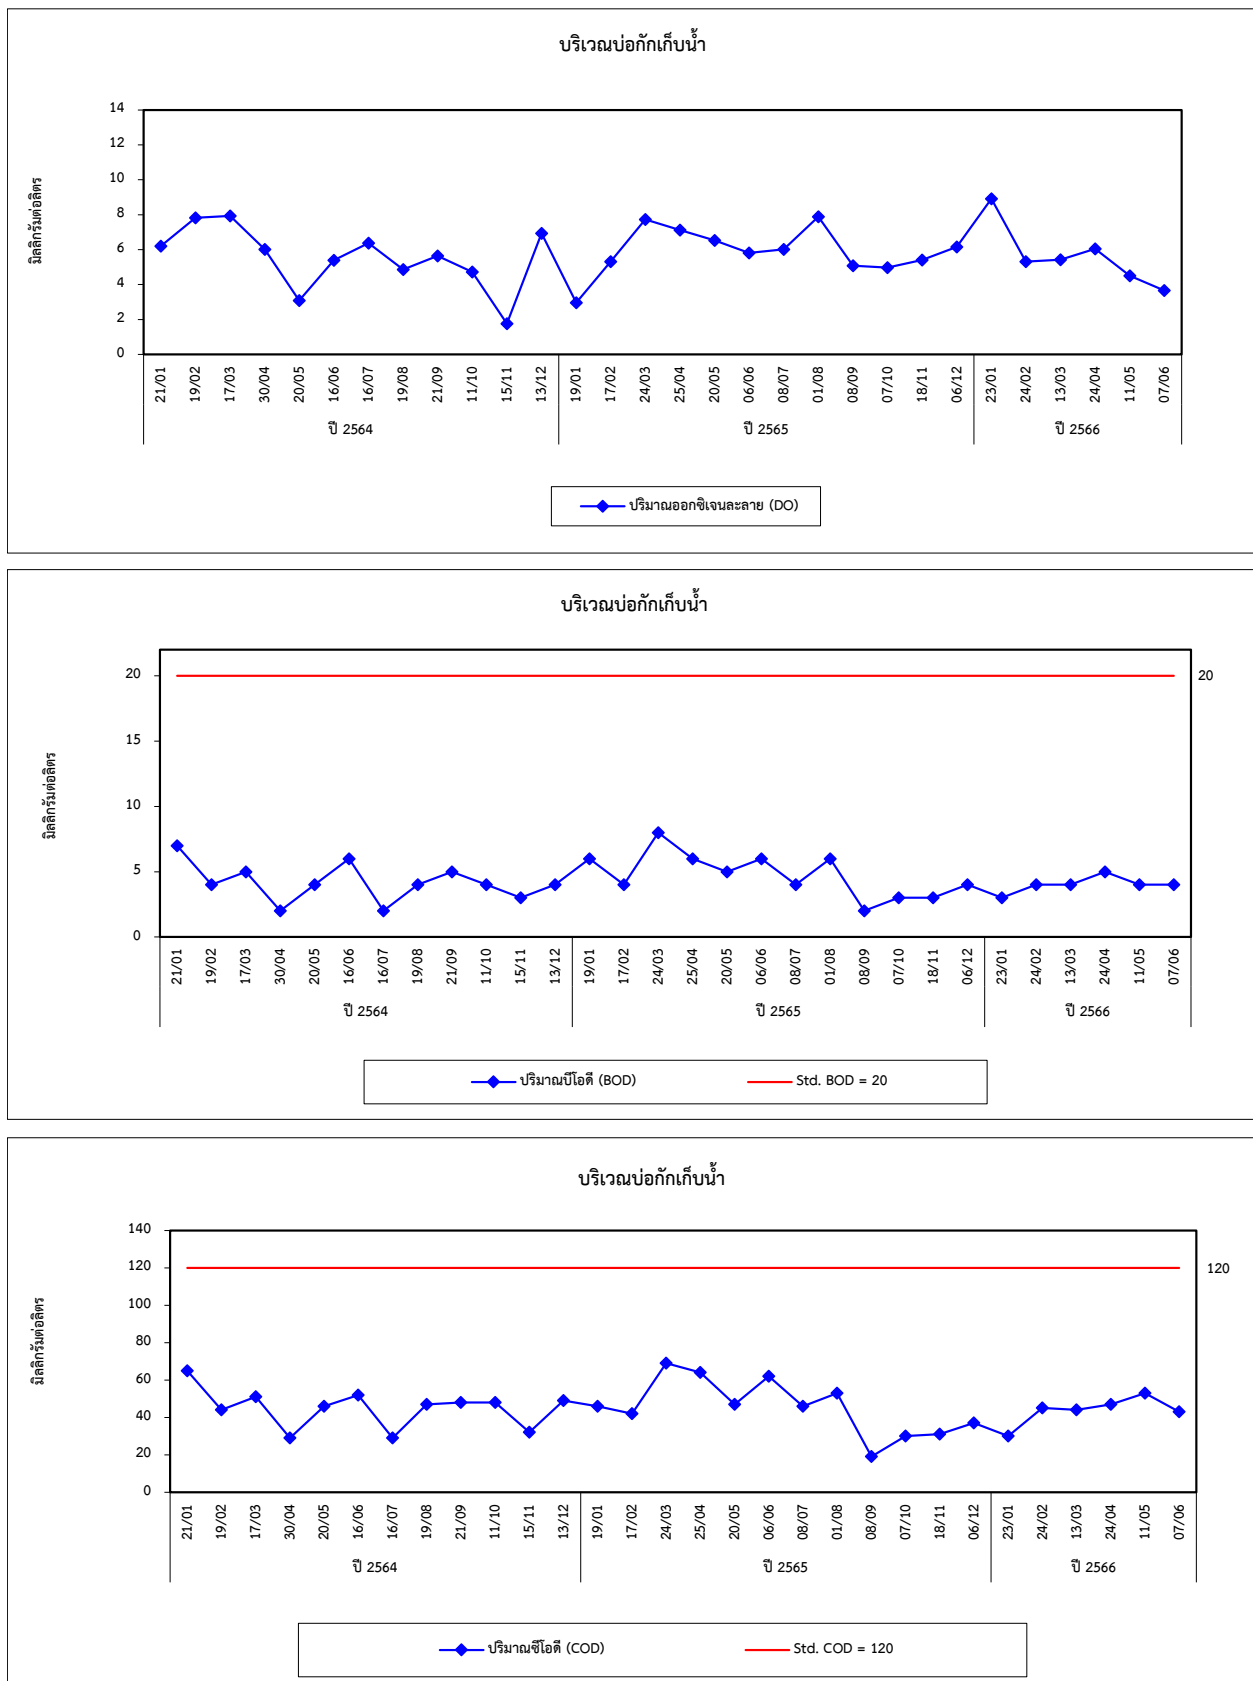 บริเวณบ่อกักเก็บน้ำ
มิลลิกรัมต่อลิตร
14
12
10
8
6
4
2
0
21/01 19/02 17/03 30/04 20/05 16/06 16/07 19/08 21/09 11/10 15/11 13/12 19/01 17/02 24/03 25/04 20/05 06/06 08/07 01/08 08/09 07/10 18/11 06/12 23/01 24/02 13/03 24/04 11/05 07/06
ปี 2564 ปี 2565 ปี 2566
ปริมาณออกซิเจนละลาย (DO)
บริเวณบ่อกักเก็บน้ำ
มิลลิกรัมต่อลิตร
20 20
15
10
5
0
21/01 19/02 17/03 30/04 20/05 16/06 16/07 19/08 21/09 11/10 15/11 13/12 19/01 17/02 24/03 25/04 20/05 06/06 08/07 01/08 08/09 07/10 18/11 06/12 23/01 24/02 13/03 24/04 11/05 07/06
ปี 2564 ปี 2565 ปี 2566
ปริมาณบีโอดี (BOD) Std. BOD = 20
บริเวณบ่อกักเก็บน้ำ
มิลลิกรัมต่อลิตร
140
120 120
100
80
60
40
20
0
21/01 19/02 17/03 30/04 20/05 16/06 16/07 19/08 21/09 11/10 15/11 13/12 19/01 17/02 24/03 25/04 20/05 06/06 08/07 01/08 08/09 07/10 18/11 06/12 23/01 24/02 13/03 24/04 11/05 07/06
ปี 2564 ปี 2565 ปี 2566
ปริมาณซีโอดี (COD) Std. COD = 120